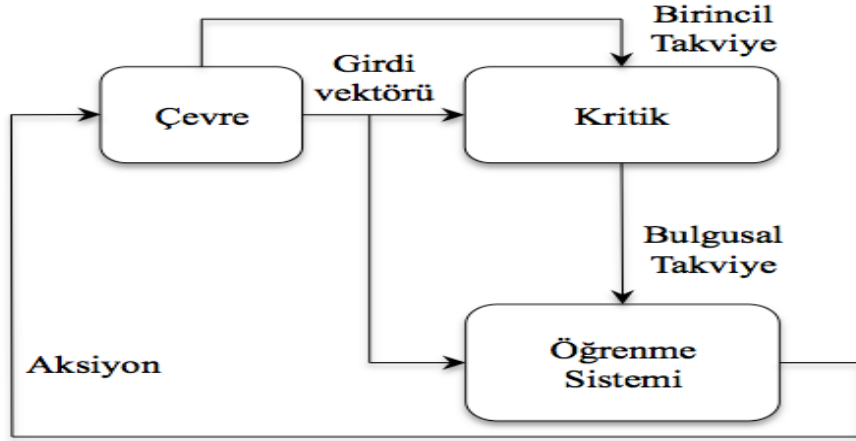 Birincil
Takviye
Girdi
vektörü
Çevre
Kritik
Bulgusal
Takviye
Aksiyon
Öğrenme
Sistemi